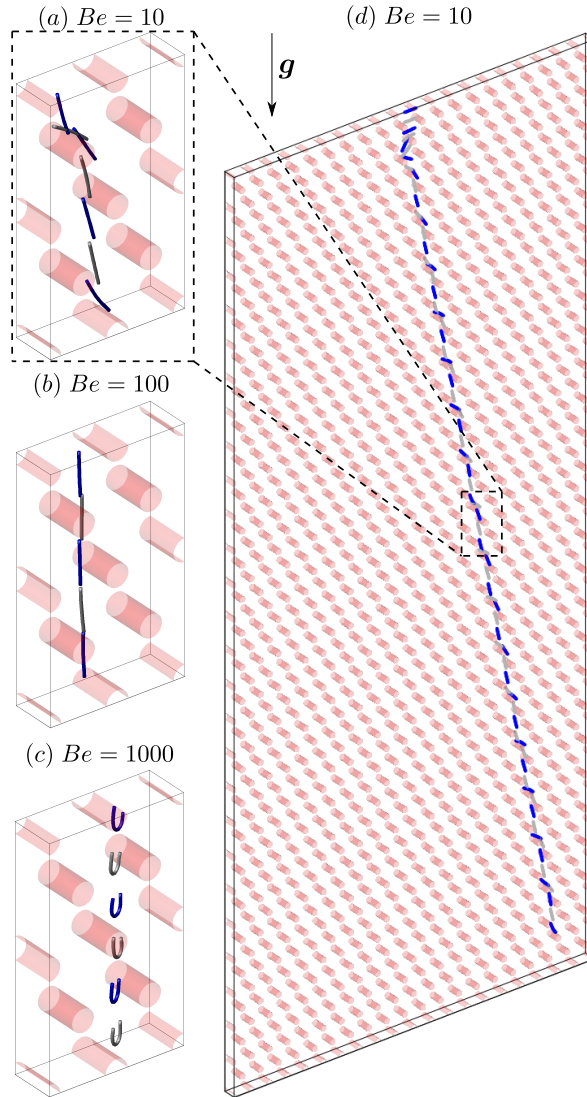 (a) Be = 10
(d) Be = 10
g
(b) Be = 100
(c) Be = 1000